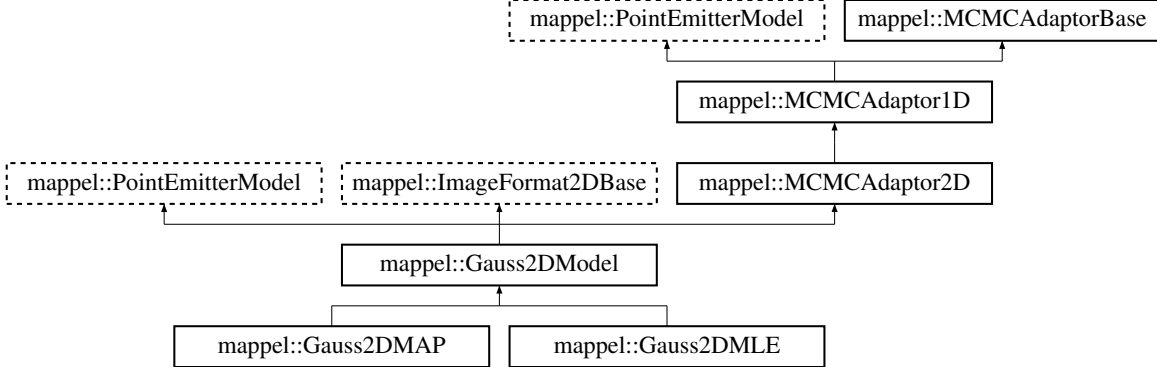 mappel::PointEmitterModel
mappel::MCMCAdaptorBase
mappel::MCMCAdaptor1D
mappel::PointEmitterModel
mappel::ImageFormat2DBase
mappel::MCMCAdaptor2D
mappel::Gauss2DModel
mappel::Gauss2DMAP
mappel::Gauss2DMLE